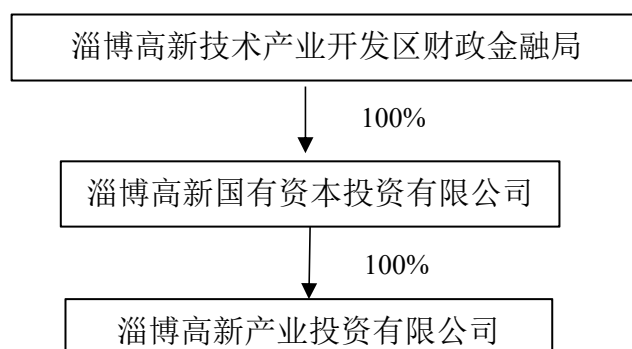 淄博高新技术产业开发区财政金融局
100%
淄博高新国有资本投资有限公司
100%
淄博高新产业投资有限公司